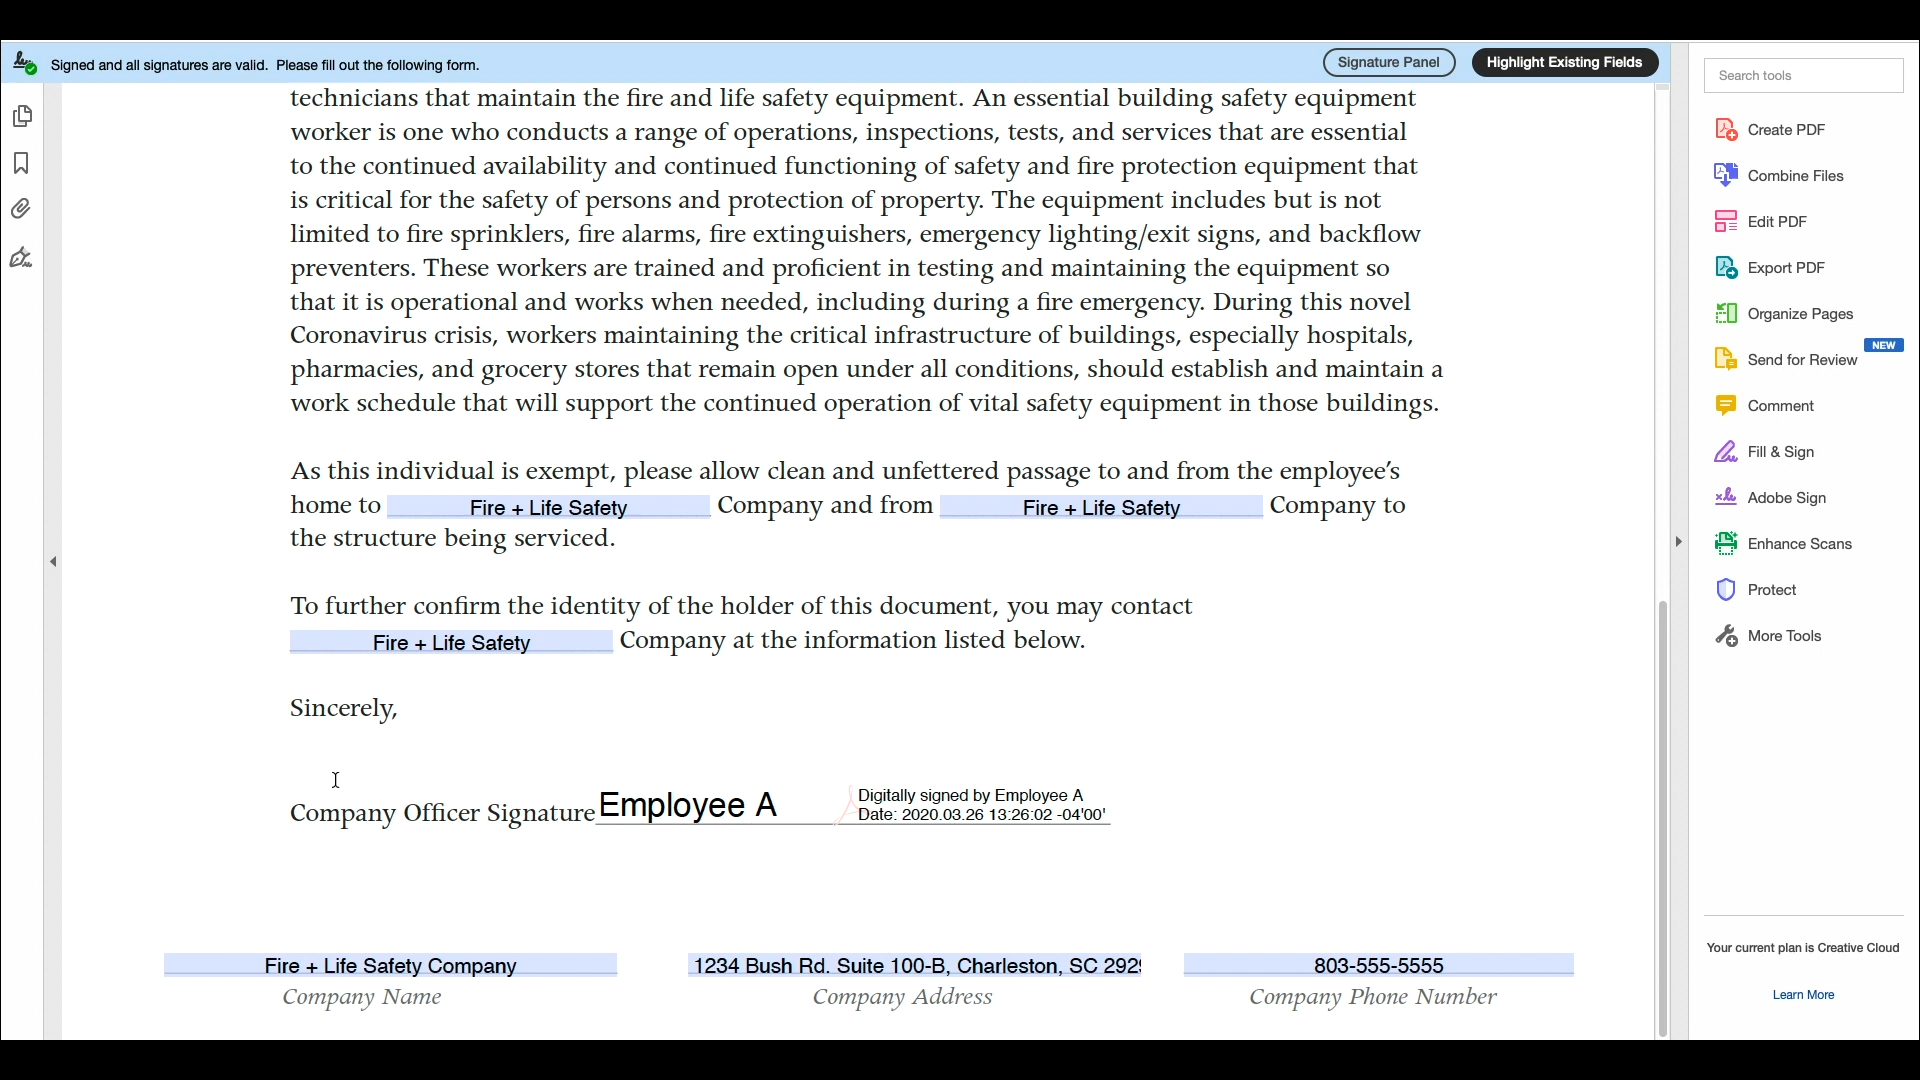 Signed and all signatures are valid. Please fill out the following form.
Signature Panel
Highlight Existing Fields
technicians that maintain the fire and life safety equipment. An essential building safety equipment
worker is one who conducts a range of operations, inspections, tests, and services that are essential
to the continued availability and continued functioning of safety and fire protection equipment that
is critical for the safety of persons and protection of property. The equipment includes but is not
limited to fire sprinklers, fire alarms, fire extinguishers, emergency lighting/exit signs, and backflow
preventers. These workers are trained and proficient in testing and maintaining the equipment so
that it is operational and works when needed, including during a fire emergency. During this novel
Coronavirus crisis, workers maintaining the critical infrastructure of buildings, especially hospitals,
pharmacies, and grocery stores that remain open under all conditions, should establish and maintain a
work schedule that will support the continued operation of vital safety equipment in those buildings.
As this individual is exempt, please allow clean and unfettered passage to and from the employee's
home to Fire + Life Safety Company and from Fire + Life Safety Company to
the structure being serviced.
To further confirm the identity of the holder of this document, you may contact
Fire + Life Safety Company at the information listed below.
Sincerely,
Company Officer Signature Employee A
Digitally signed by Employee A
Date: 2020.03.26 13:26:02 -04'00'
Fire + Life Safety Company
Company Name
1234 Bush Rd. Suite 100-B, Charleston, SC 292
Company Address
803-555-5555
Company Phone Number
Search tools
Create PDF
Combine Files
Edit PDF
Export PDF
Organize Pages
NEW
Send for Review
Comment
Fill & Sign
Adobe Sign
Enhance Scans
Protect
More Tools
Your current plan is Creative Cloud
Learn More